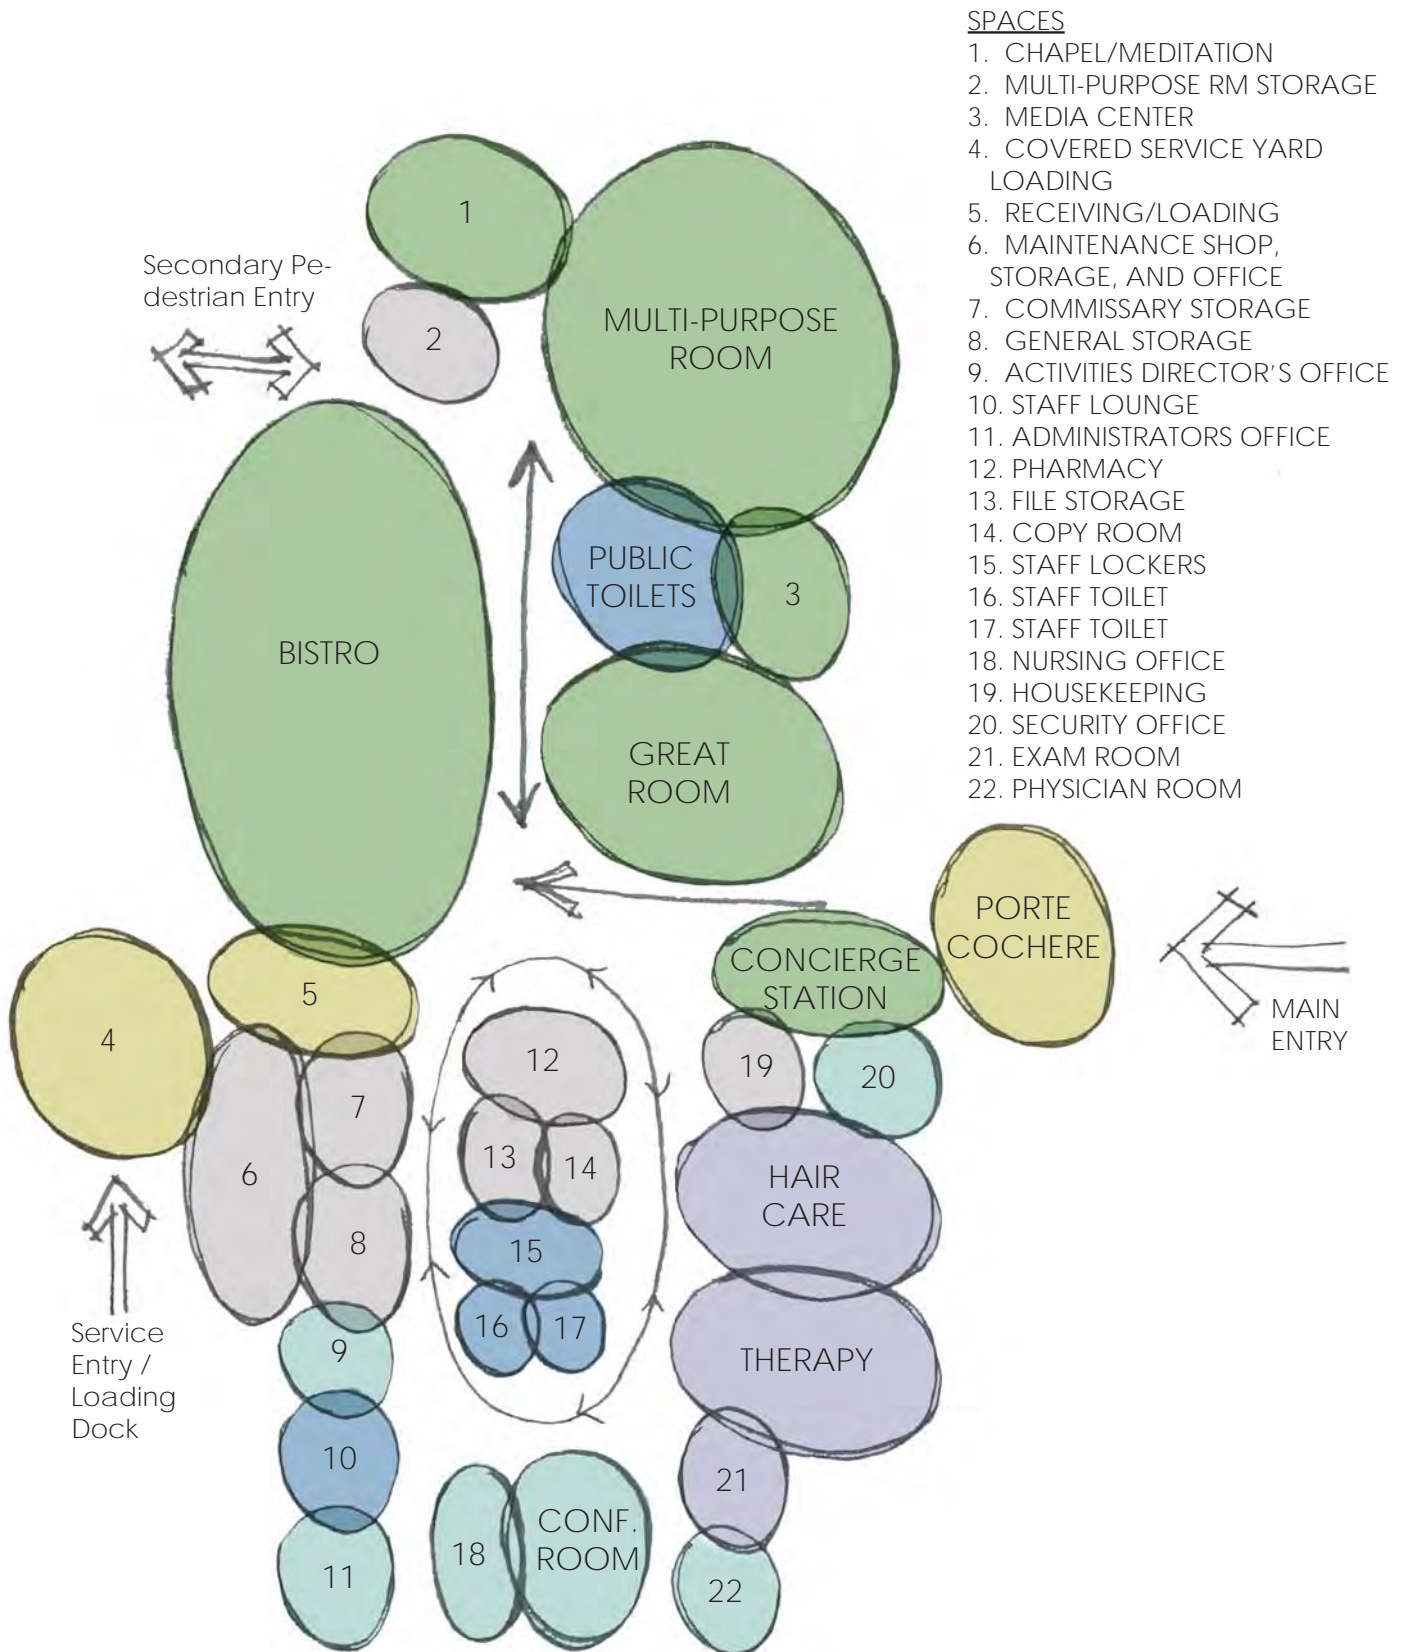 SPACES
1. CHAPEL/MEDITATION
2. MULTI-PURPOSE RM STORAGE
3. MEDIA CENTER
4. COVERED SERVICE YARD
LOADING
5. RECEIVING/LOADING
6. MAINTENANCE SHOP,
STORAGE, AND OFFICE
7. COMMISSARY STORAGE
8. GENERAL STORAGE
9. ACTIVITIES DIRECTOR'S OFFICE
10. STAFF LOUNGE
11. ADMINISTRATORS OFFICE
12. PHARMACY
13. FILE STORAGE
14. COPY ROOM
15. STAFF LOCKERS
16. STAFF TOILET
17. STAFF TOILET
18. NURSING OFFICE
19. HOUSEKEEPING
20. SECURITY OFFICE
21. EXAM ROOM
22. PHYSICIAN ROOM
1
Secondary Pe-
destrian Entry
2
MULTI-PURPOSE
ROOM
PUBLIC
TOILETS
3
BISTRO
GREAT
ROOM
PORTE
COCHERE
CONCIERGE
STATION
MAIN
ENTRY
4
5
6
7
8
12
13
14
15
16
17
19
20
HAIR
CARE
THERAPY
Service
Entry /
Loading
Dock
9
10
11
18
CONF.
ROOM
21
22